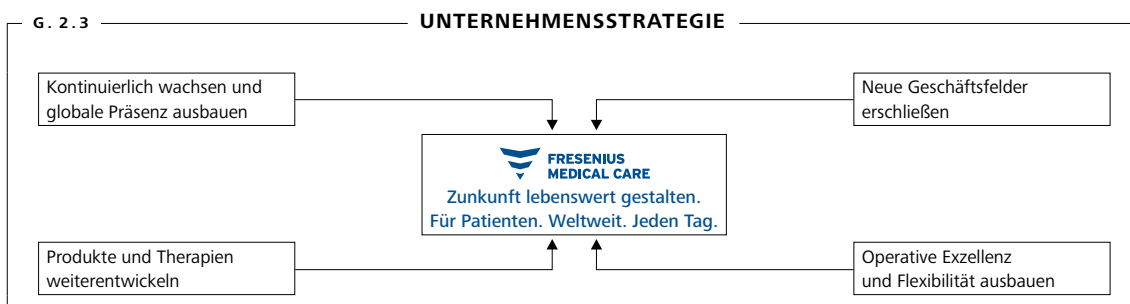 G. 2.3
UNTERNEHMENSSTRATEGIE
Kontinuierlich wachsen und
globale Präsenz ausbauen
Neue Geschäftsfelder
erschließen
FRESENIUS
MEDICAL CARE
Zunkunft lebenswert gestalten.
Für Patienten. Weltweit. Jeden Tag.
Produkte und Therapien
weiterentwickeln
Operative Exzellenz
und Flexibilität ausbauen